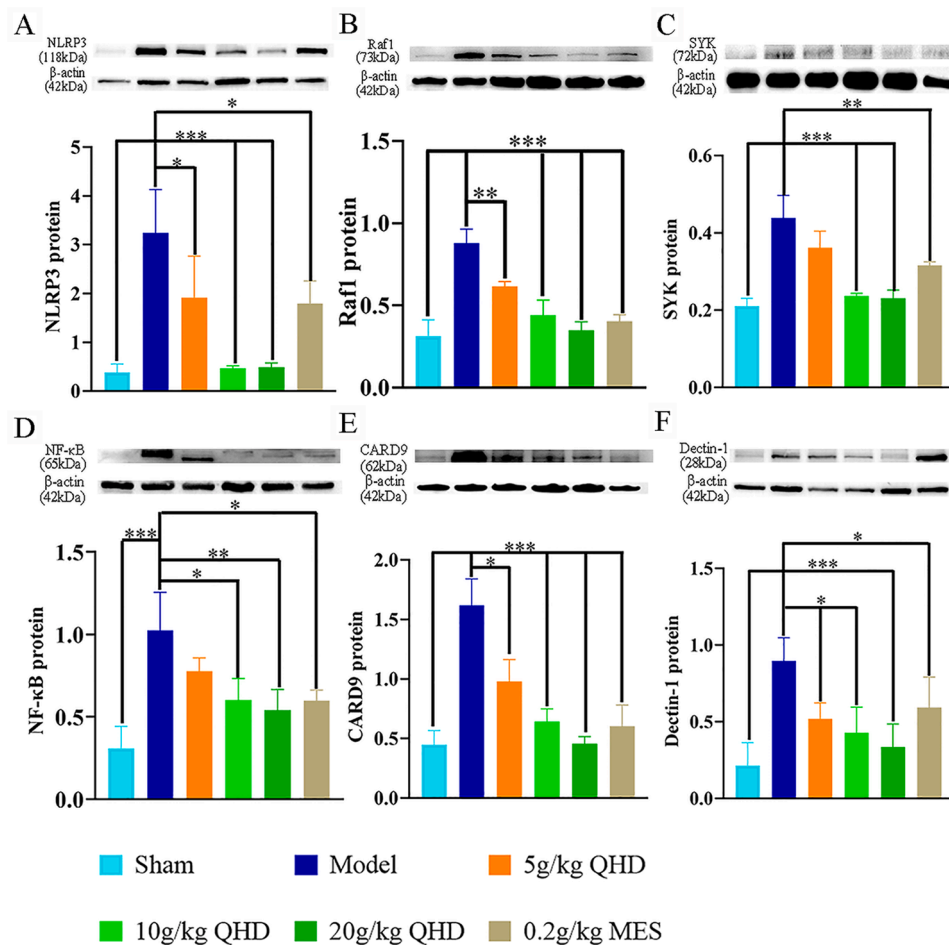 A
NLRP3
(118kDa)
β-actin
(42kDa)
*
***
*
NLRP3 protein
5
4
3
2
1
0
B
Raf1
(73kDa)
β-actin
(42kDa)
***
**
Raf1 protein
1.5
1.0
0.5
0.0
C
SYK
(72kDa)
β-actin
(42kDa)
**
***
SYK protein
0.6
0.4
0.2
0.0
D
NF-κB
(65kDa)
β-actin
(42kDa)
*
***
**
*
NF-κB protein
1.5
1.0
0.5
0.0
E
CARD9
(62kDa)
β-actin
(42kDa)
***
*
CARD9 protein
2.0
1.5
1.0
0.5
0.0
F
Dectin-1
(28kDa)
β-actin
(42kDa)
*
***
*
Dectin-1 protein
1.5
1.0
0.5
0.0
Sham Model 5g/kg QHD
10g/kg QHD 20g/kg QHD 0.2g/kg MES